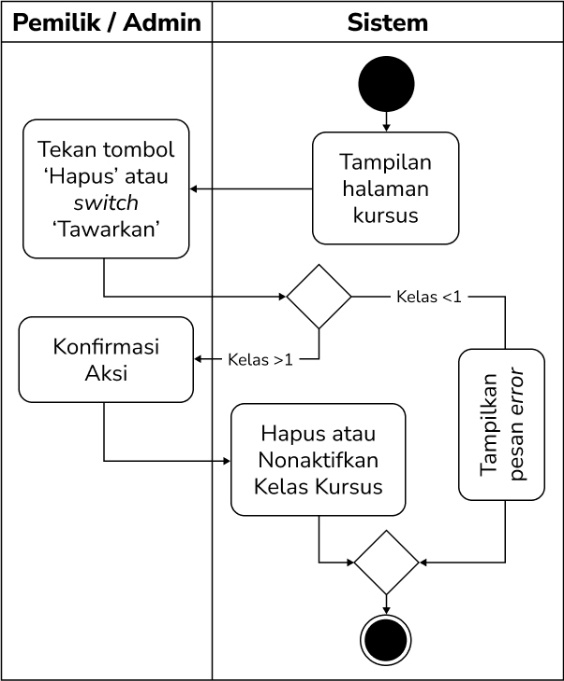 Pemilik / Admin
Sistem
Tampilan
halaman
kursus
Tekan tombol
‘Hapus’ atau
switch
‘Tawarkan’
Kelas <1
Kelas >1
Konfirmasi
Aksi
Tampilkan
pesan error
Hapus atau
Nonaktifkan
Kelas Kursus